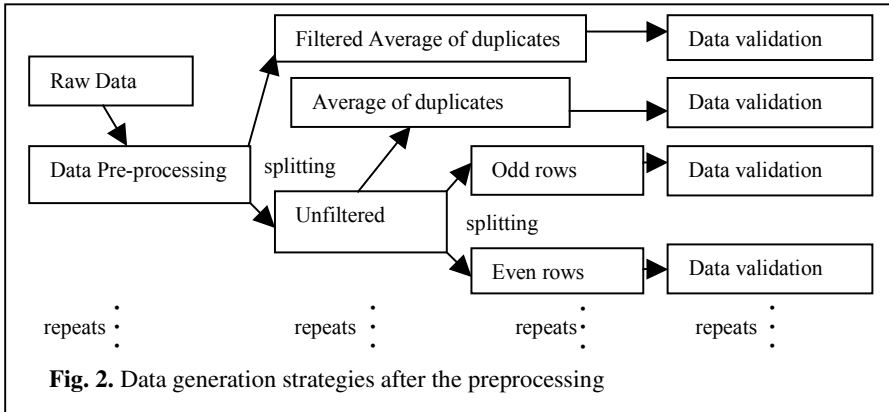 Filtered Average of duplicates
Data validation
Raw Data
Average of duplicates
Data validation
Data Pre-processing
splitting
Odd rows
Data validation
Unfiltered
splitting
Even rows
Data validation
repeats
repeats
repeats
repeats
Fig. 2. Data generation strategies after the preprocessing